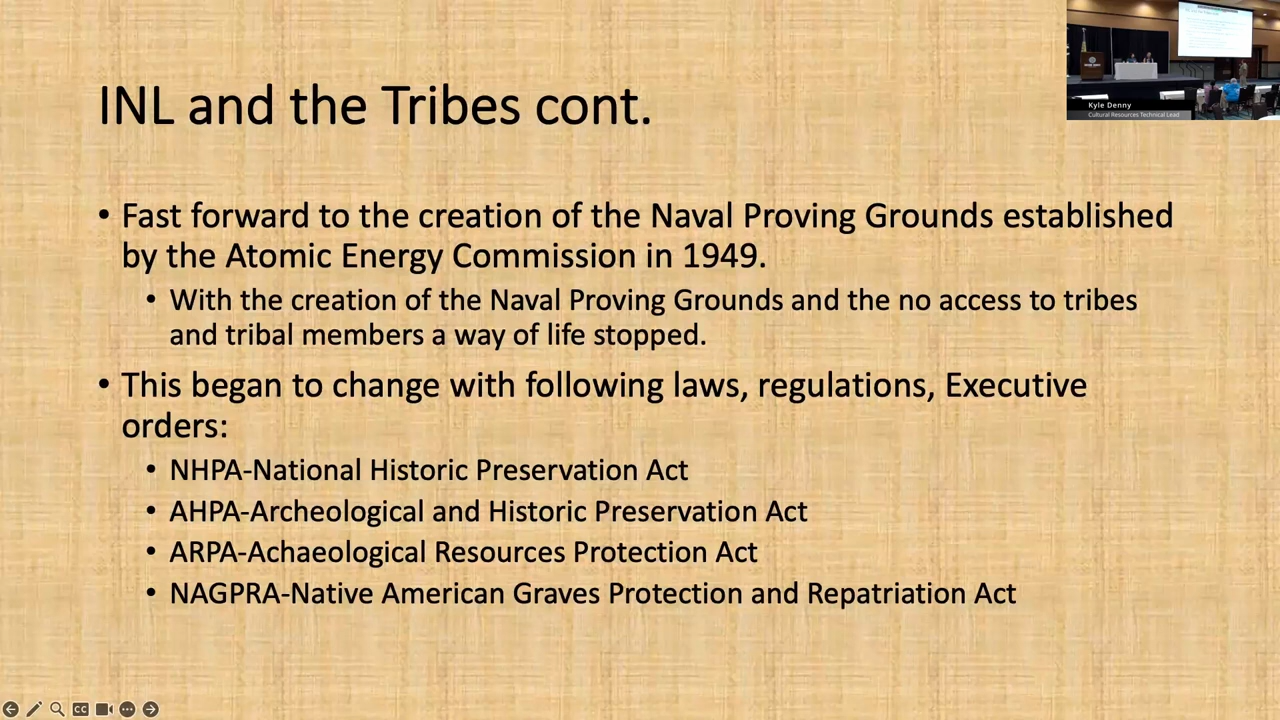 INL and the Tribes cont.
• Fast forward to the creation of the Naval Proving Grounds established
by the Atomic Energy Commission in 1949.
• With the creation of the Naval Proving Grounds and the no access to tribes
and tribal members a way of life stopped.
• This began to change with following laws, regulations, Executive
orders:
• NHPA-National Historic Preservation Act
• AHPA-Archeological and Historic Preservation Act
• ARPA-Achaeological Resources Protection Act
• NAGPRA-Native American Graves Protection and Repatriation Act
Kyle Denny
Cultural Resources Technical Lead
CC